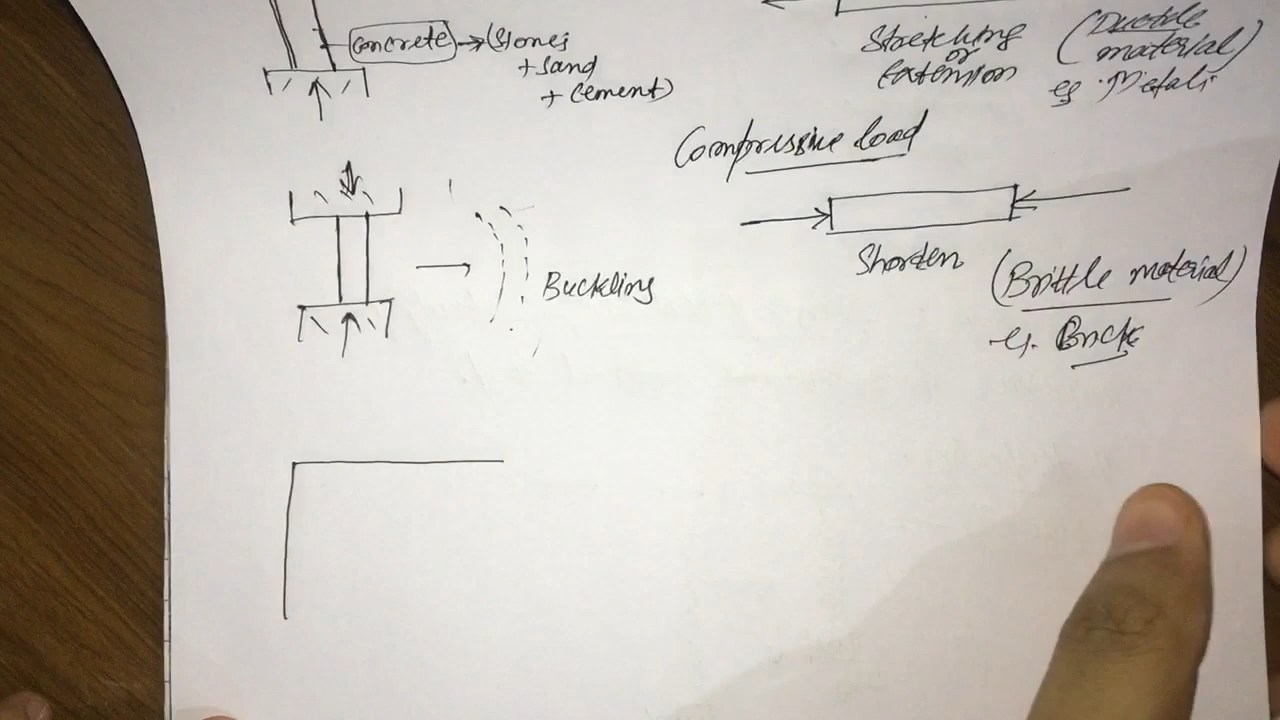 Concrete → (Stones
+ Sand
+ Cement)
Stretching
or
Extension
(Ductile
material)
eg. Metals
Compressive load
Shorten
(Brittle material)
eg. Brick
Buckling